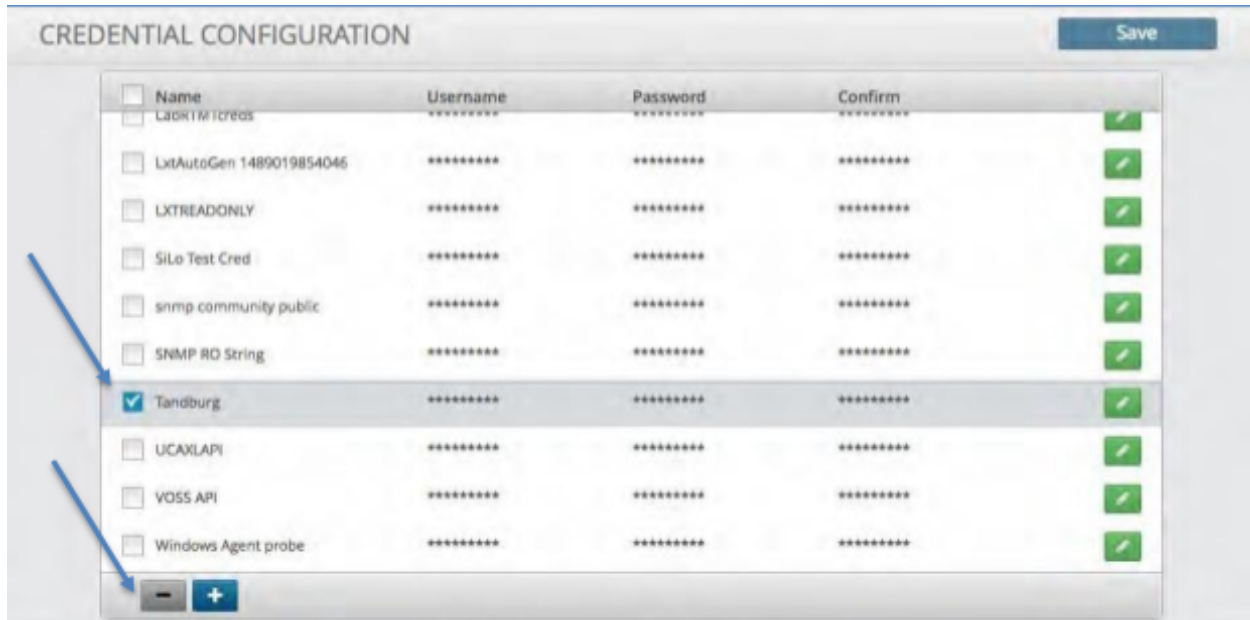 CREDENTIAL CONFIGURATION Save
Name Username Password Confirm
LabRTMTcreds ********* ********* *********
LxtAutoGen 1489019854046 ********* ********* *********
LXTREADONLY ********* ********* *********
SiLo Test Cred ********* ********* *********
snmp community public ********* ********* *********
SNMP RO String ********* ********* *********
Tandburg ********* ********* *********
UCAXLAPI ********* ********* *********
VOSS API ********* ********* *********
Windows Agent probe ********* ********* *********